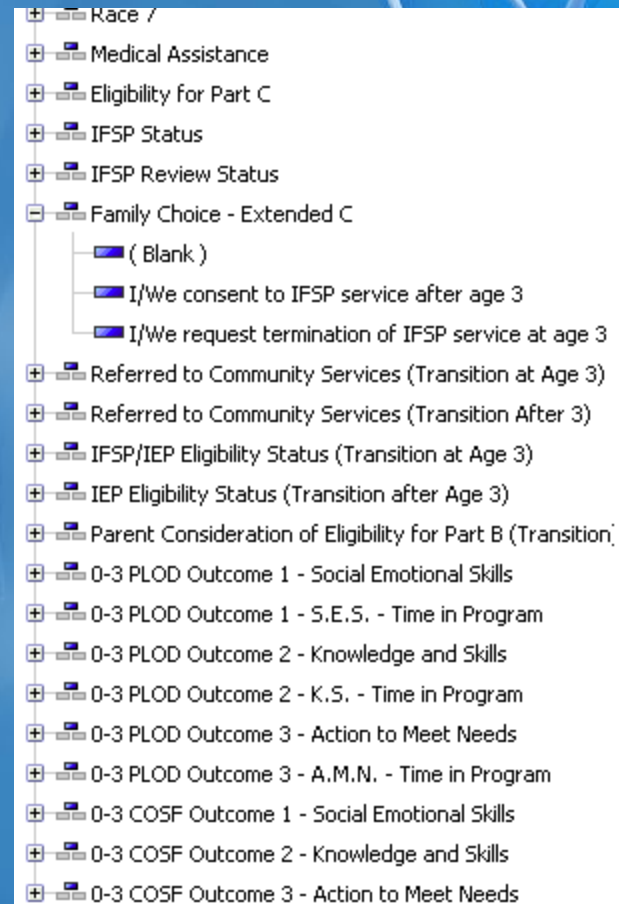 Race 7
Medical Assistance
Eligibility for Part C
IFSP Status
IFSP Review Status
Family Choice - Extended C
( Blank )
I/We consent to IFSP service after age 3
I/We request termination of IFSP service at age 3
Referred to Community Services (Transition at Age 3)
Referred to Community Services (Transition After 3)
IFSP/IEP Eligibility Status (Transition at Age 3)
IEP Eligibility Status (Transition after Age 3)
Parent Consideration of Eligibility for Part B (Transition)
0-3 PLOD Outcome 1 - Social Emotional Skills
0-3 PLOD Outcome 1 - S.E.S. - Time in Program
0-3 PLOD Outcome 2 - Knowledge and Skills
0-3 PLOD Outcome 2 - K.S. - Time in Program
0-3 PLOD Outcome 3 - Action to Meet Needs
0-3 PLOD Outcome 3 - A.M.N. - Time in Program
0-3 COSF Outcome 1 - Social Emotional Skills
0-3 COSF Outcome 2 - Knowledge and Skills
0-3 COSF Outcome 3 - Action to Meet Needs